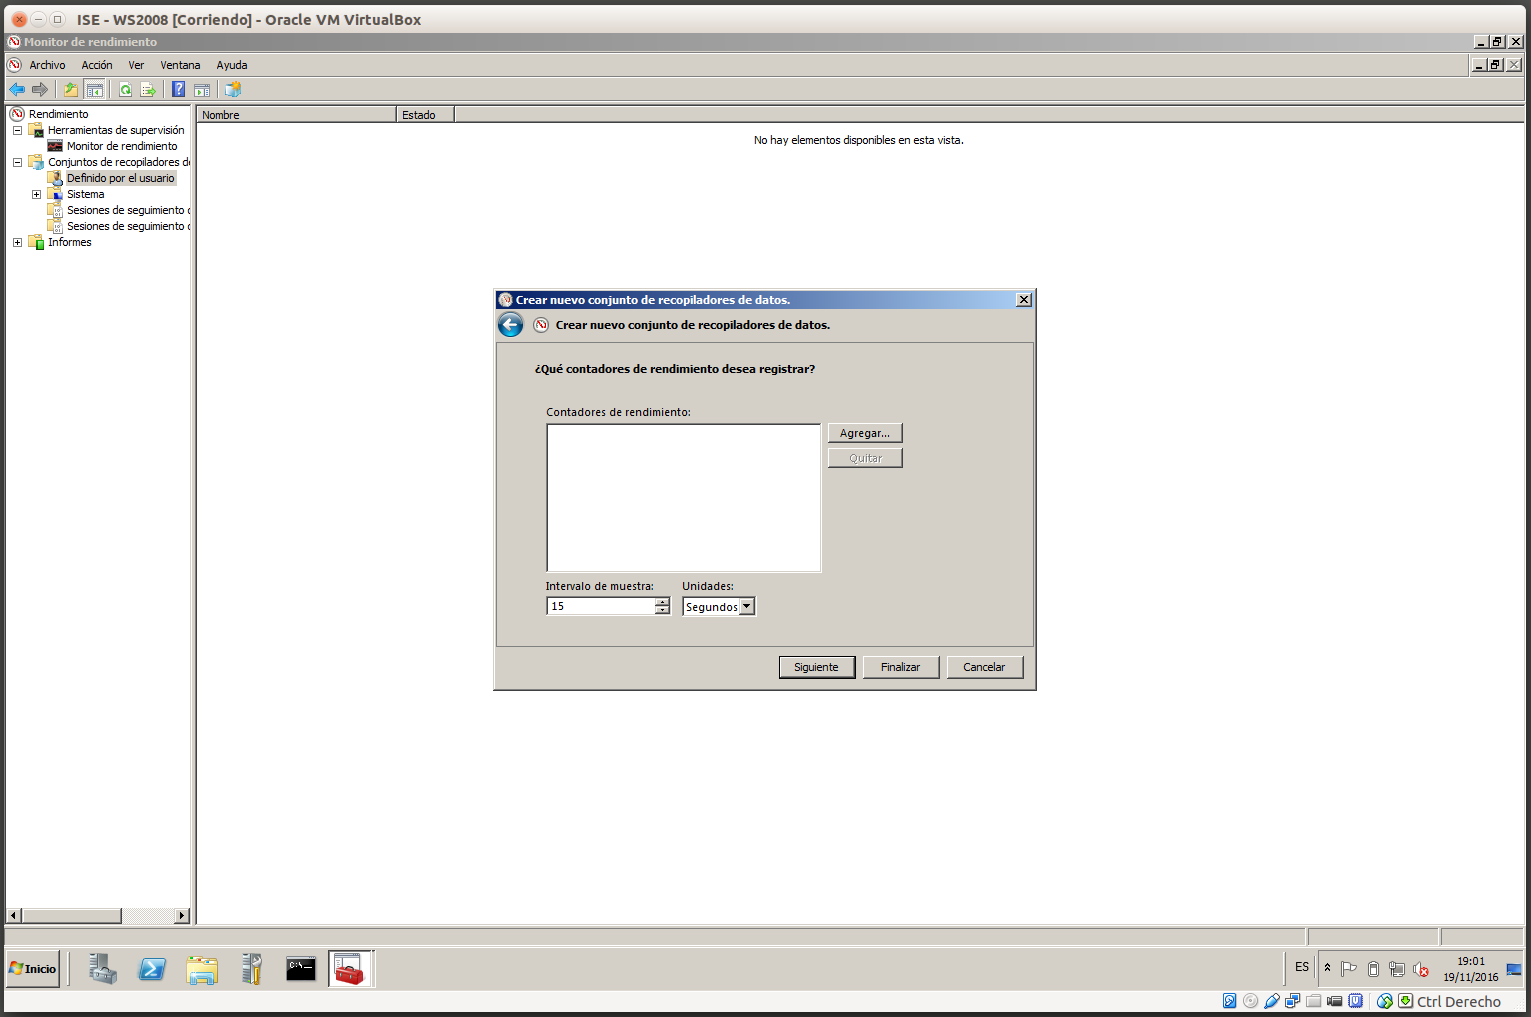 ISE - WS2008 [Corriendo] - Oracle VM VirtualBox
Monitor de rendimiento
Archivo Acción Ver Ventana Ayuda
Rendimiento
Herramientas de supervisión
Monitor de rendimiento
Conjuntos de recopiladores de
Definido por el usuario
Sistema
Sesiones de seguimiento d
Sesiones de seguimiento d
Informes
Nombre Estado
No hay elementos disponibles en esta vista.
Crear nuevo conjunto de recopiladores de datos.
Crear nuevo conjunto de recopiladores de datos.
¿Qué contadores de rendimiento desea registrar?
Contadores de rendimiento:
Agregar...
Quitar
Intervalo de muestra: Unidades:
15 Segundos
Siguiente Finalizar Cancelar
Inicio
C:\_
ES
19:01
19/11/2016
Ctrl Derecho